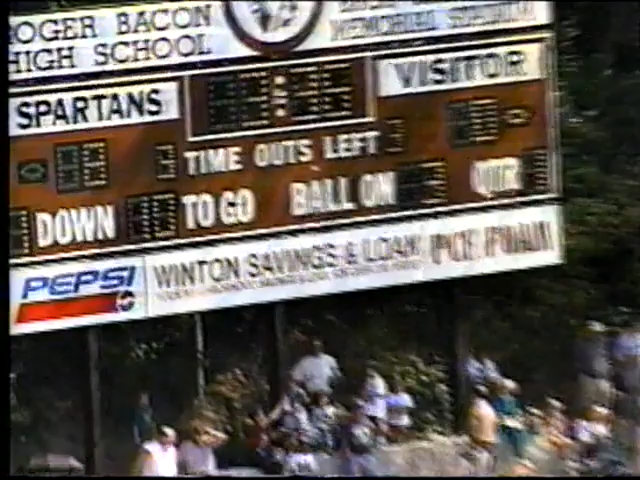 ROGER BACON
HIGH SCHOOL
MEMORIAL STADIUM
SPARTANS
VISITOR
TIME OUTS LEFT
DOWN
TO GO
BALL ON
QTR
PEPSI
WINTON SAVINGS & LOAN